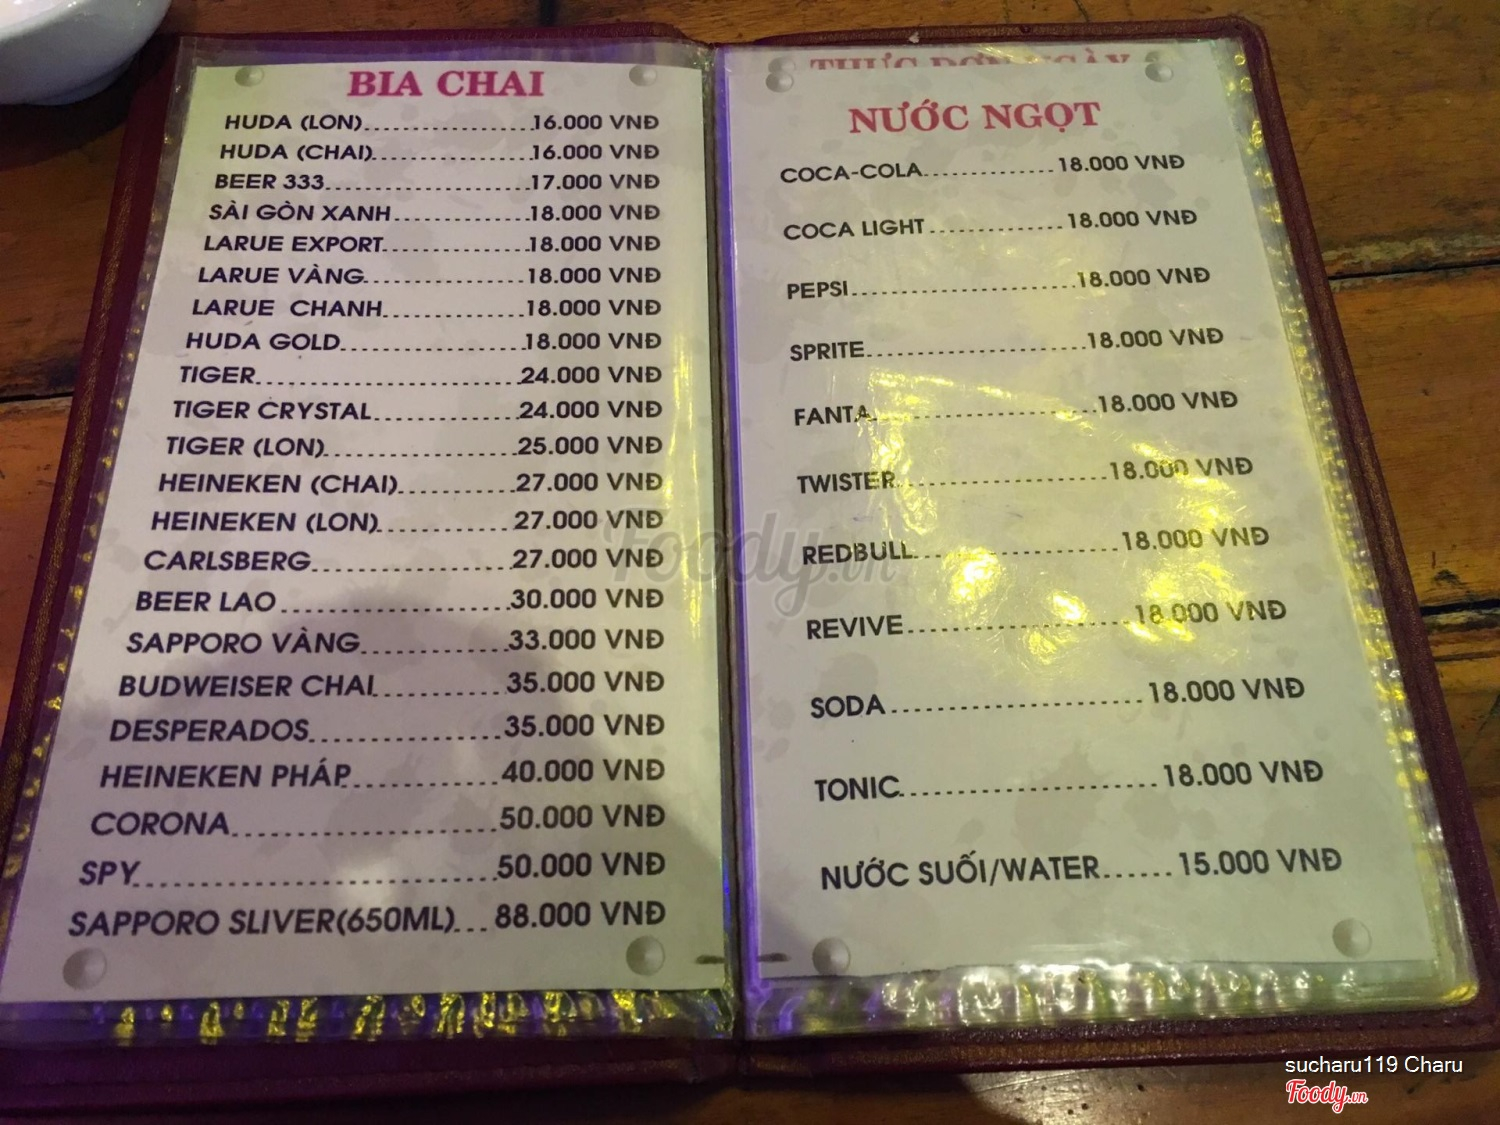 BIA CHAI
HUDA (LON) 16.000 VNĐ
HUDA (CHAI) 16.000 VNĐ
BEER 333 17.000 VNĐ
SÀI GÒN XANH 18.000 VNĐ
LARUE EXPORT 18.000 VNĐ
LARUE VÀNG 18.000 VNĐ
LARUE CHANH 18.000 VNĐ
HUDA GOLD 18.000 VNĐ
TIGER 24.000 VNĐ
TIGER CRYSTAL 24.000 VNĐ
TIGER (LON) 25.000 VNĐ
HEINEKEN (CHAI) 27.000 VNĐ
HEINEKEN (LON) 27.000 VNĐ
CARLSBERG 27.000 VNĐ
BEER LAO 30.000 VNĐ
SAPPORO VÀNG 33.000 VNĐ
BUDWEISER CHAI 35.000 VNĐ
DESPERADOS 35.000 VNĐ
HEINEKEN PHÁP 40.000 VNĐ
CORONA 50.000 VNĐ
SPY 50.000 VNĐ
SAPPORO SLIVER(650ML) 88.000 VNĐ
THỰC ĐƠN NGÀY
NƯỚC NGỌT
COCA-COLA 18.000 VNĐ
COCA LIGHT 18.000 VNĐ
PEPSI 18.000 VNĐ
SPRITE 18.000 VNĐ
FANTA 18.000 VNĐ
TWISTER 18.000 VNĐ
REDBULL 18.000 VNĐ
REVIVE 18.000 VNĐ
SODA 18.000 VNĐ
TONIC 18.000 VNĐ
NƯỚC SUỐI/WATER 15.000 VNĐ
Foody.vn
sucharu119 Charu
Foody.vn